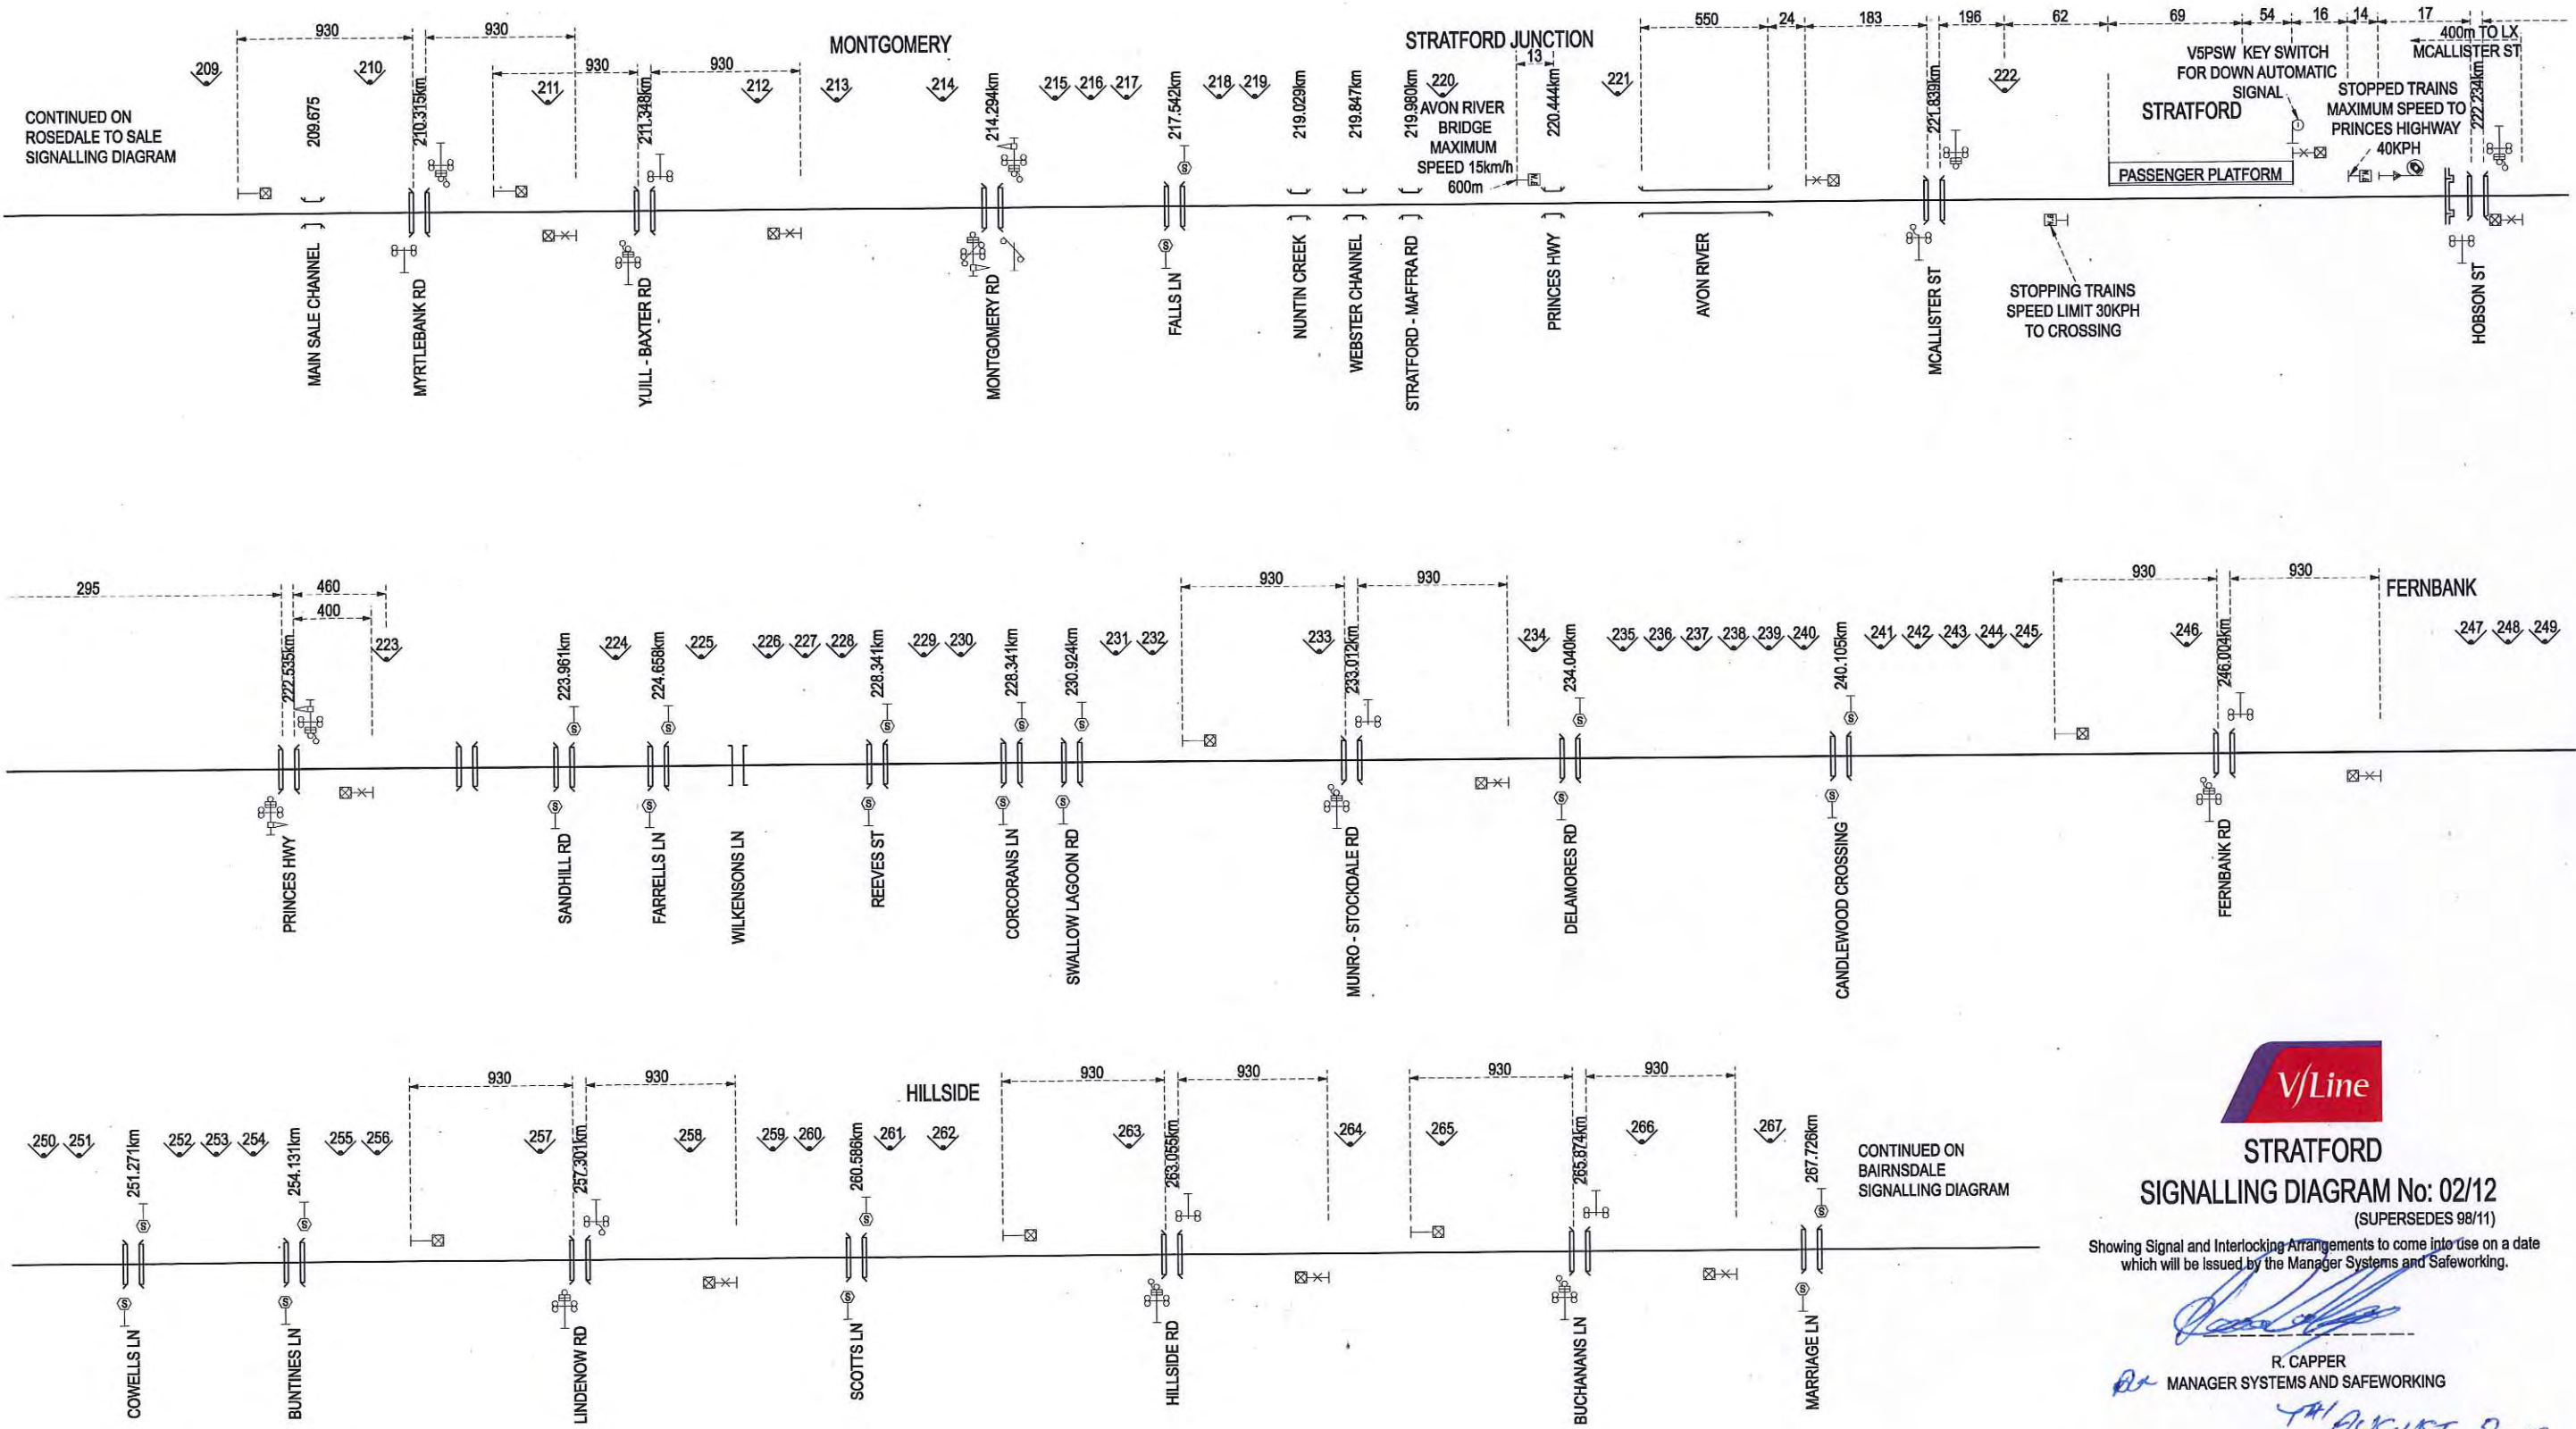 930
930
930
930
MONTGOMERY
STRATFORD JUNCTION
13
550
24
183
196
62
69
54
16
14
17
400m TO LX
MCALLISTER ST
209
210
211
212
213
214
215
216
217
218
219
220
221
222
CONTINUED ON
ROSEDALE TO SALE
SIGNALLING DIAGRAM
209.675
210.315km
211.348km
214.294km
217.542km
219.029km
219.847km
219.980km
220.444km
221.839km
222.234km
AVON RIVER
BRIDGE
MAXIMUM
SPEED 15km/h
600m
V5PSW KEY SWITCH
FOR DOWN AUTOMATIC
SIGNAL
STRATFORD
STOPPED TRAINS
MAXIMUM SPEED TO
PRINCES HIGHWAY
40KPH
PASSENGER PLATFORM
S
S
MAIN SALE CHANNEL
MYRTLEBANK RD
YUILL - BAXTER RD
MONTGOMERY RD
FALLS LN
NUNTIN CREEK
WEBSTER CHANNEL
STRATFORD - MAFFRA RD
PRINCES HWY
AVON RIVER
MCALLISTER ST
STOPPING TRAINS
SPEED LIMIT 30KPH
TO CROSSING
HOBSON ST
295
460
400
930
930
930
930
FERNBANK
223
224
225
226
227
228
229
230
231
232
233
234
235
236
237
238
239
240
241
242
243
244
245
246
247
248
249
222.535km
223.961km
224.658km
228.341km
228.341km
230.924km
233.012km
234.040km
240.105km
246.004km
S
S
S
S
S
S
S
S
S
S
S
S
S
S
PRINCES HWY
SANDHILL RD
FARRELLS LN
WILKENSONS LN
REEVES ST
CORCORANS LN
SWALLOW LAGOON RD
MUNRO - STOCKDALE RD
DELAMORES RD
CANDLEWOOD CROSSING
FERNBANK RD
930
930
HILLSIDE
930
930
930
930
250
251
252
253
254
255
256
257
258
259
260
261
262
263
264
265
266
267
251.271km
254.131km
257.301km
260.586km
263.055km
265.874km
267.726km
S
S
S
S
S
S
S
S
CONTINUED ON
BAIRNSDALE
SIGNALLING DIAGRAM
COWELLS LN
BUNTINES LN
LINDENOW RD
SCOTTS LN
HILLSIDE RD
BUCHANANS LN
MARRIAGE LN
V/Line
STRATFORD
SIGNALLING DIAGRAM No: 02/12
(SUPERSEDES 98/11)
Showing Signal and Interlocking Arrangements to come into use on a date
which will be issued by the Manager Systems and Safeworking.
R. CAPPER
MANAGER SYSTEMS AND SAFEWORKING